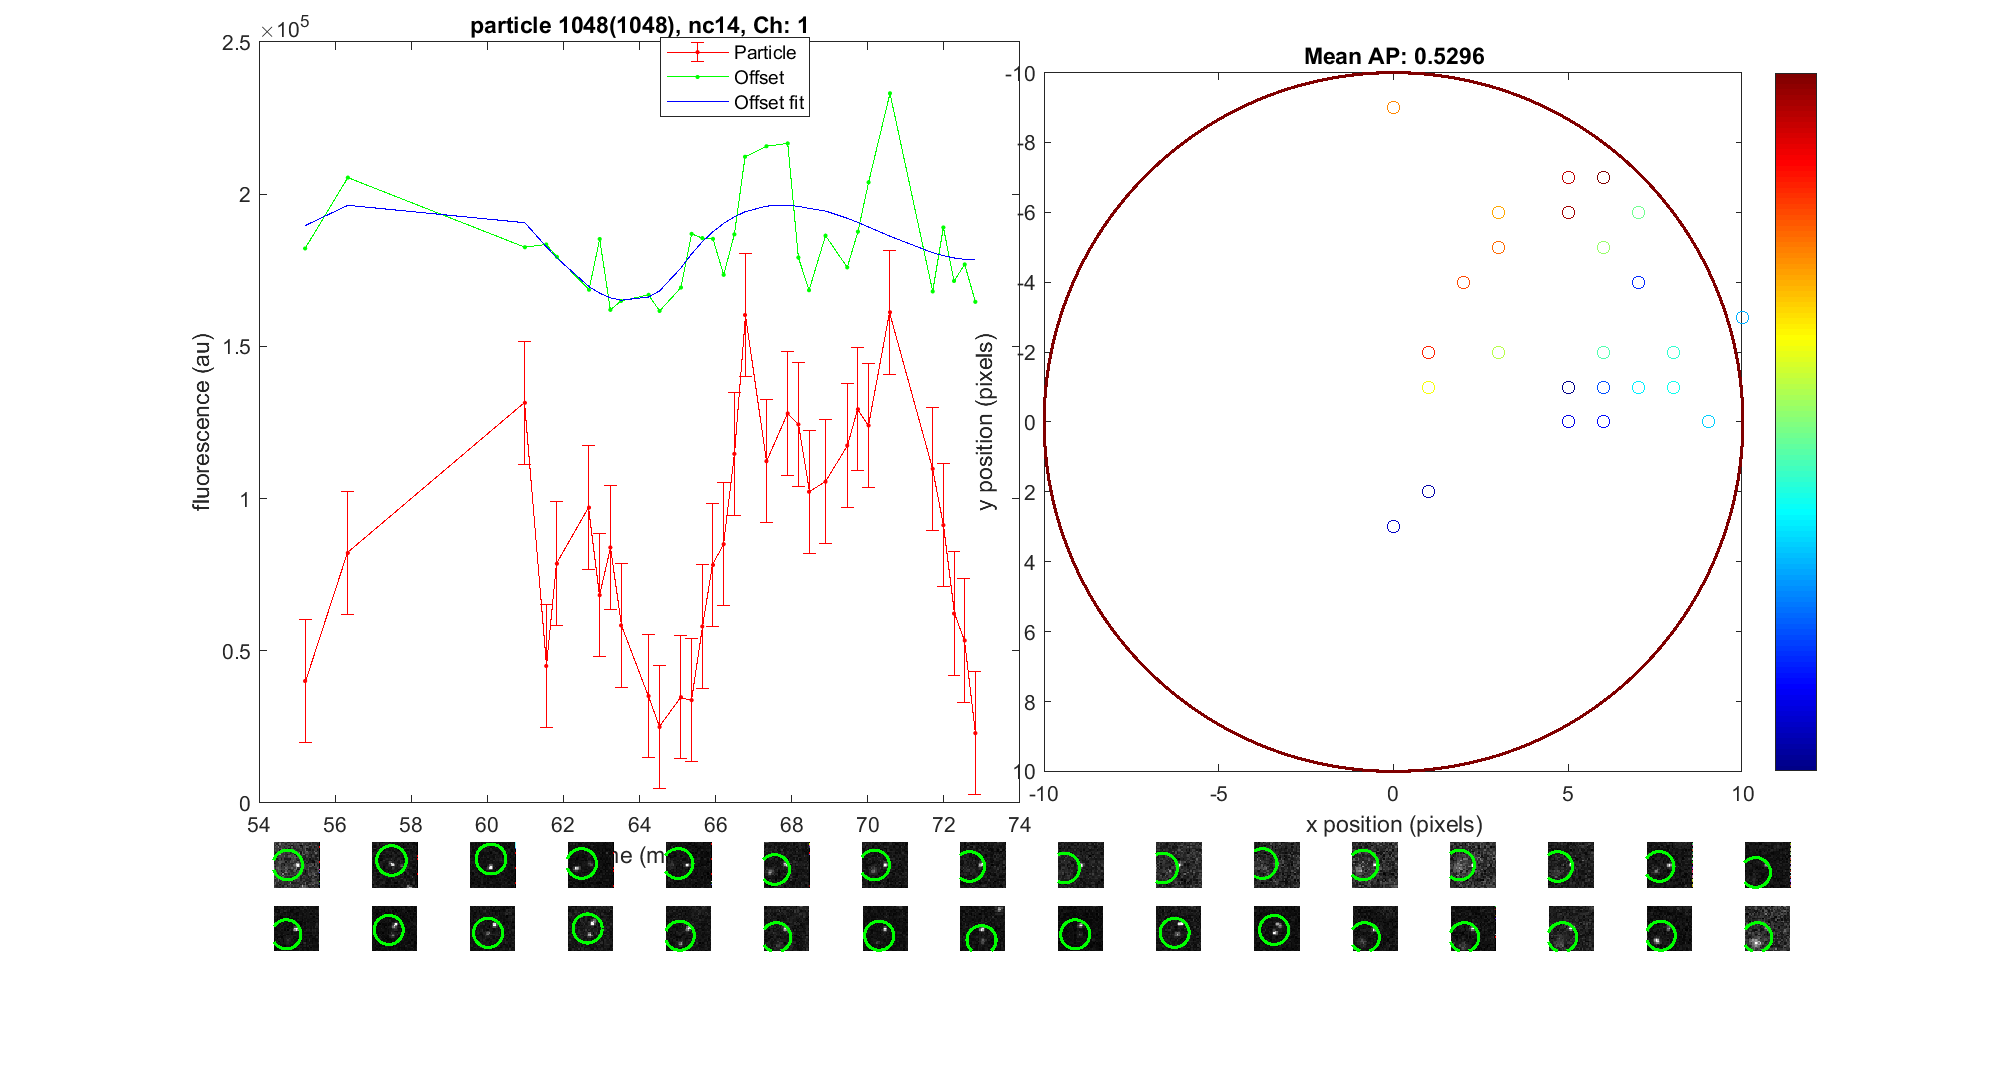 particle 1048(1048), nc14, Ch: 1
×10^5
2.5
2
1.5
1
0.5
0
fluorescence (au)
54 56 58 60 62 64 66 68 70 72 74
Particle
Offset
Offset fit
Mean AP: 0.5296
-10
-8
-6
-4
-2
0
2
4
6
8
10
y position (pixels)
-10 -5 0 5 10
x position (pixels)